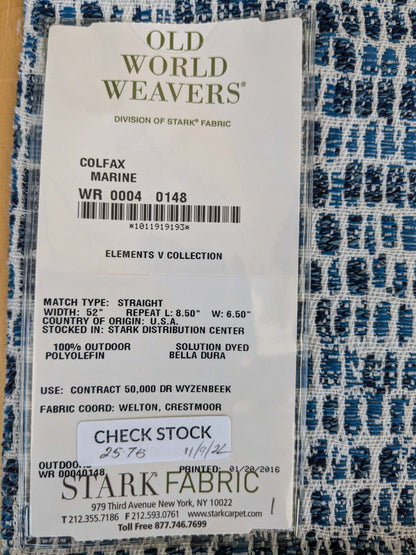 OLD
WORLD
WEAVERS®
DIVISION OF STARK® FABRIC
COLFAX
MARINE
WR 0004 0148
*1011919193*
ELEMENTS V COLLECTION
MATCH TYPE: STRAIGHT
WIDTH: 52" REPEAT L: 8.50" W: 6.50"
COUNTRY OF ORIGIN: U.S.A.
STOCKED IN: STARK DISTRIBUTION CENTER
100% OUTDOOR SOLUTION DYED
POLYOLEFIN BELLA DURA
USE: CONTRACT 50,000 DR WYZENBEEK
FABRIC COORD: WELTON, CRESTMOOR
CHECK STOCK
25.75
OUTDOORS
WR 00040148 PRINTED: 01/20/2016
STARK FABRIC
979 Third Avenue New York, NY 10022
T 212.355.7186 F 212.593.0761 www.starkcarpet.com
Toll Free 877.746.7699
1